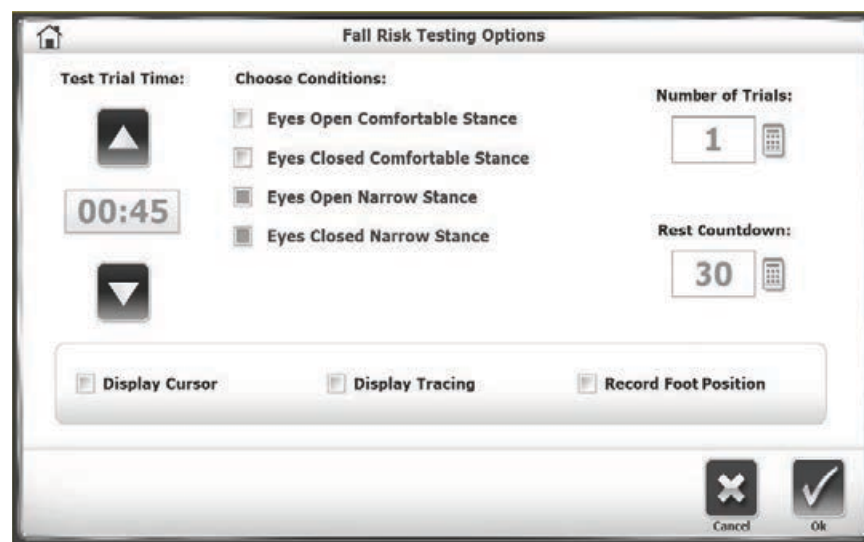 Fall Risk Testing Options
Test Trial Time:
00:45
Choose Conditions:
Eyes Open Comfortable Stance
Eyes Closed Comfortable Stance
Eyes Open Narrow Stance
Eyes Closed Narrow Stance
Number of Trials:
1
Rest Countdown:
30
Display Cursor
Display Tracing
Record Foot Position
Cancel
Ok